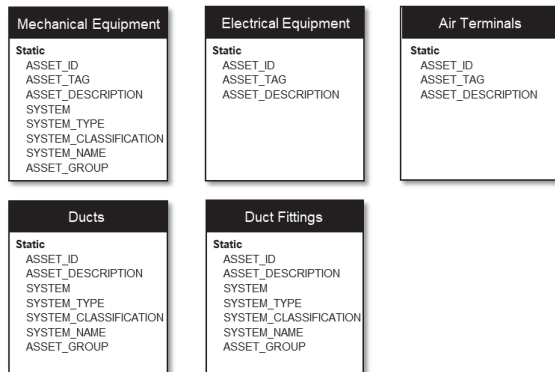 Mechanical Equipment
Static
ASSET_ID
ASSET_TAG
ASSET_DESCRIPTION
SYSTEM
SYSTEM_TYPE
SYSTEM_CLASSIFICATION
SYSTEM_NAME
ASSET_GROUP
Electrical Equipment
Static
ASSET_ID
ASSET_TAG
ASSET_DESCRIPTION
Air Terminals
Static
ASSET_ID
ASSET_TAG
ASSET_DESCRIPTION
Ducts
Static
ASSET_ID
ASSET_DESCRIPTION
SYSTEM
SYSTEM_TYPE
SYSTEM_CLASSIFICATION
SYSTEM_NAME
ASSET_GROUP
Duct Fittings
Static
ASSET_ID
ASSET_DESCRIPTION
SYSTEM
SYSTEM_TYPE
SYSTEM_CLASSIFICATION
SYSTEM_NAME
ASSET_GROUP